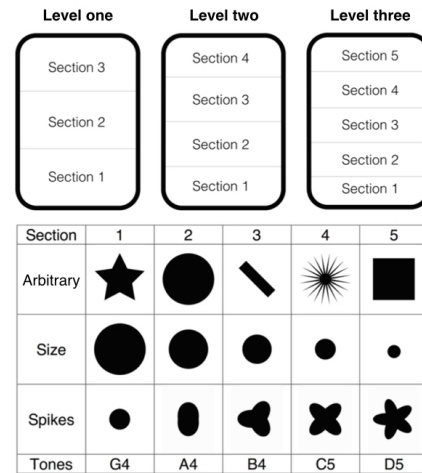 Level one Level two Level three
Section 3
Section 2
Section 1
Section 4
Section 3
Section 2
Section 1
Section 5
Section 4
Section 3
Section 2
Section 1
Section 1 2 3 4 5
Arbitrary
Size
Spikes
Tones G4 A4 B4 C5 D5